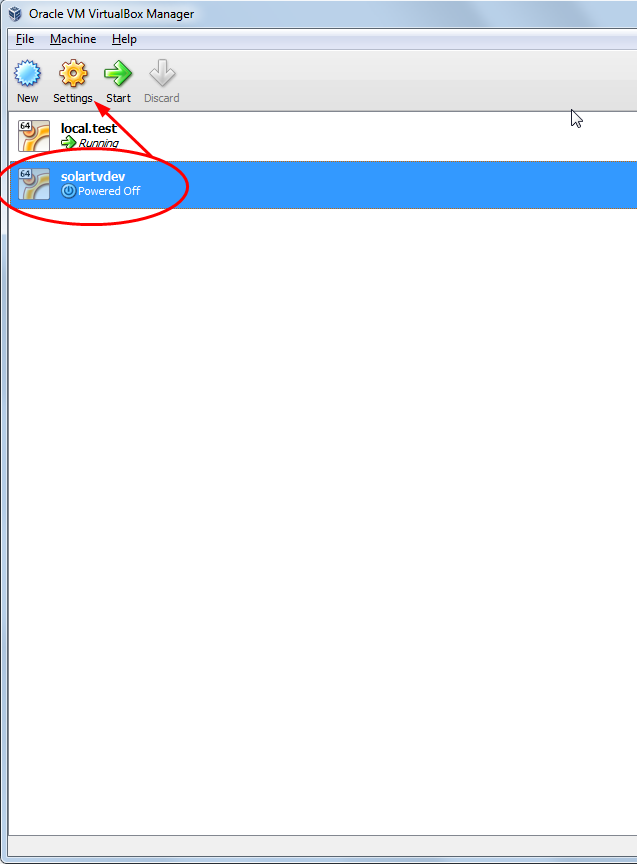 Oracle VM VirtualBox Manager
File Machine Help
New Settings Start Discard
64 local.test
Running
64 solartvdev
Powered Off